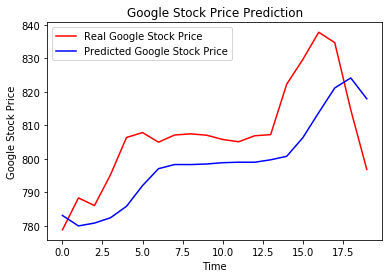 Google Stock Price Prediction
Real Google Stock Price
Predicted Google Stock Price
Google Stock Price
840
830
820
810
800
790
780
0.0 2.5 5.0 7.5 10.0 12.5 15.0 17.5
Time